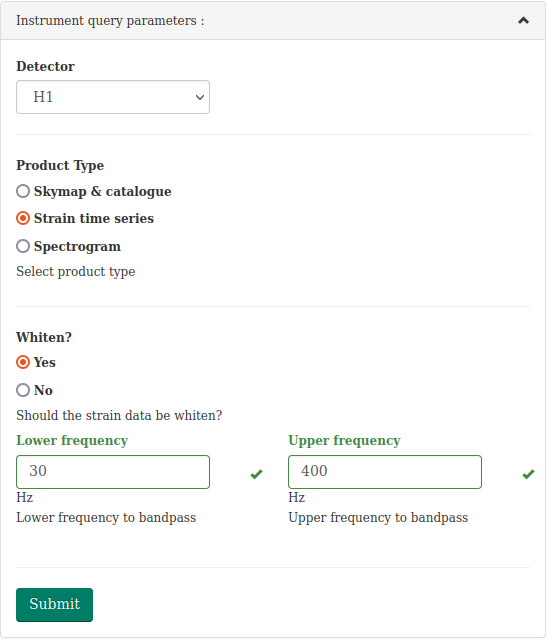 Instrument query parameters :
Detector
H1
Product Type
Skymap & catalogue
Strain time series
Spectrogram
Select product type
Whiten?
Yes
No
Should the strain data be whiten?
Lower frequency Upper frequency
30 400
Hz Hz
Lower frequency to bandpass Upper frequency to bandpass
Submit